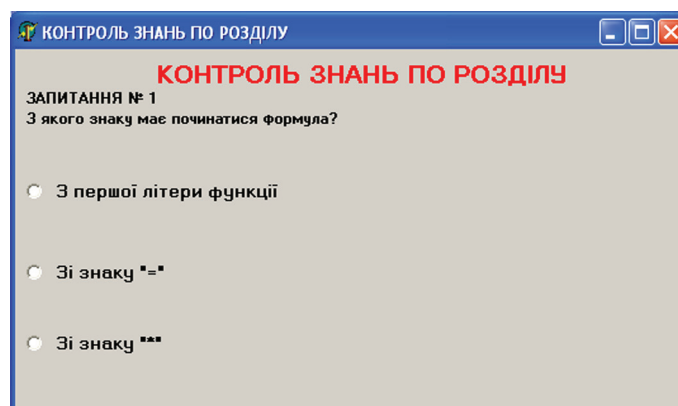 КОНТРОЛЬ ЗНАНЬ ПО РОЗДІЛУ
КОНТРОЛЬ ЗНАНЬ ПО РОЗДІЛУ
ЗАПИТАННЯ № 1
З якого знаку має починатися формула?
З першої літери функції
Зі знаку "="
Зі знаку "*"